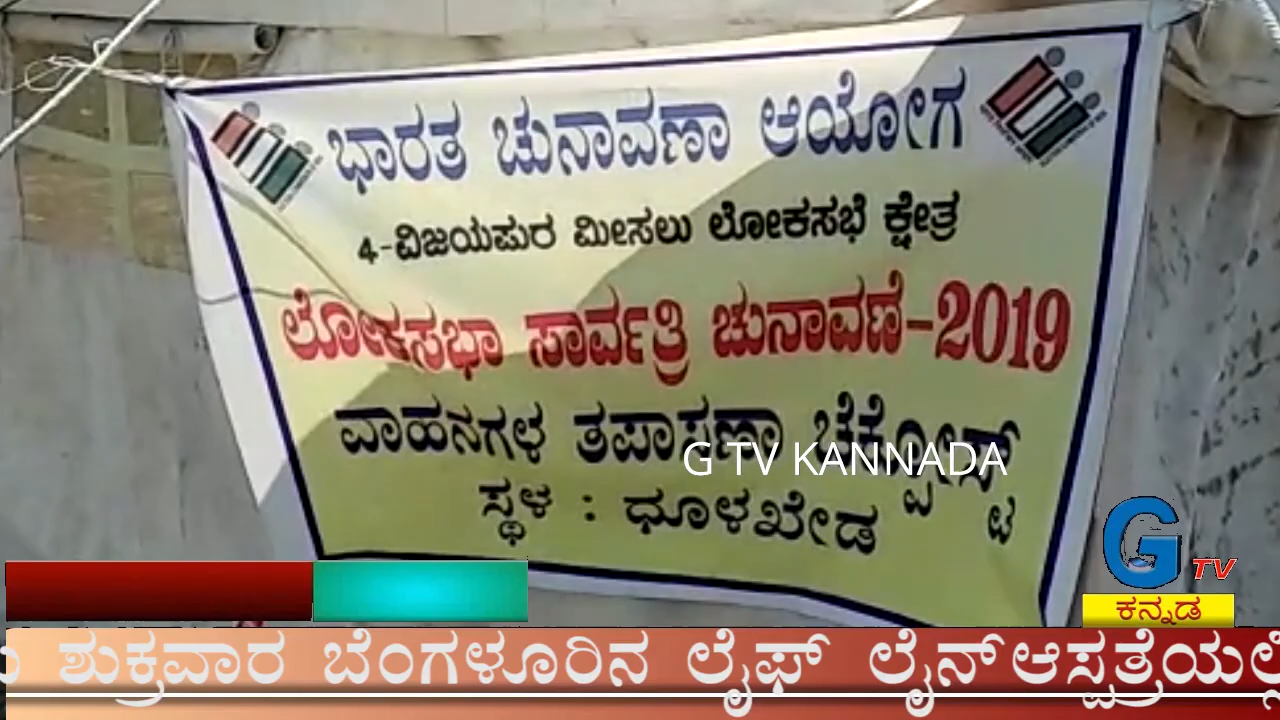 ಭಾರತ ಚುನಾವಣಾ ಆಯೋಗ
4-ವಿಜಯಪುರ ಮೀಸಲು ಲೋಕಸಭೆ ಕ್ಷೇತ್ರ
ಲೋಕಸಭಾ ಸಾರ್ವತ್ರಿ ಚುನಾವಣೆ-2019
ವಾಹನಗಳ ತಪಾಸಣಾ ಚೆಕ್ಪೋಸ್ಟ್
ಸ್ಥಳ : ಧೂಳಖೇಡ
G TV KANNADA
G TV
ಕನ್ನಡ
ಶುಕ್ರವಾರ ಬೆಂಗಳೂರಿನ ಲೈಫ್ ಲೈನ್ ಆಸ್ಪತ್ರೆಯಲ್ಲಿ